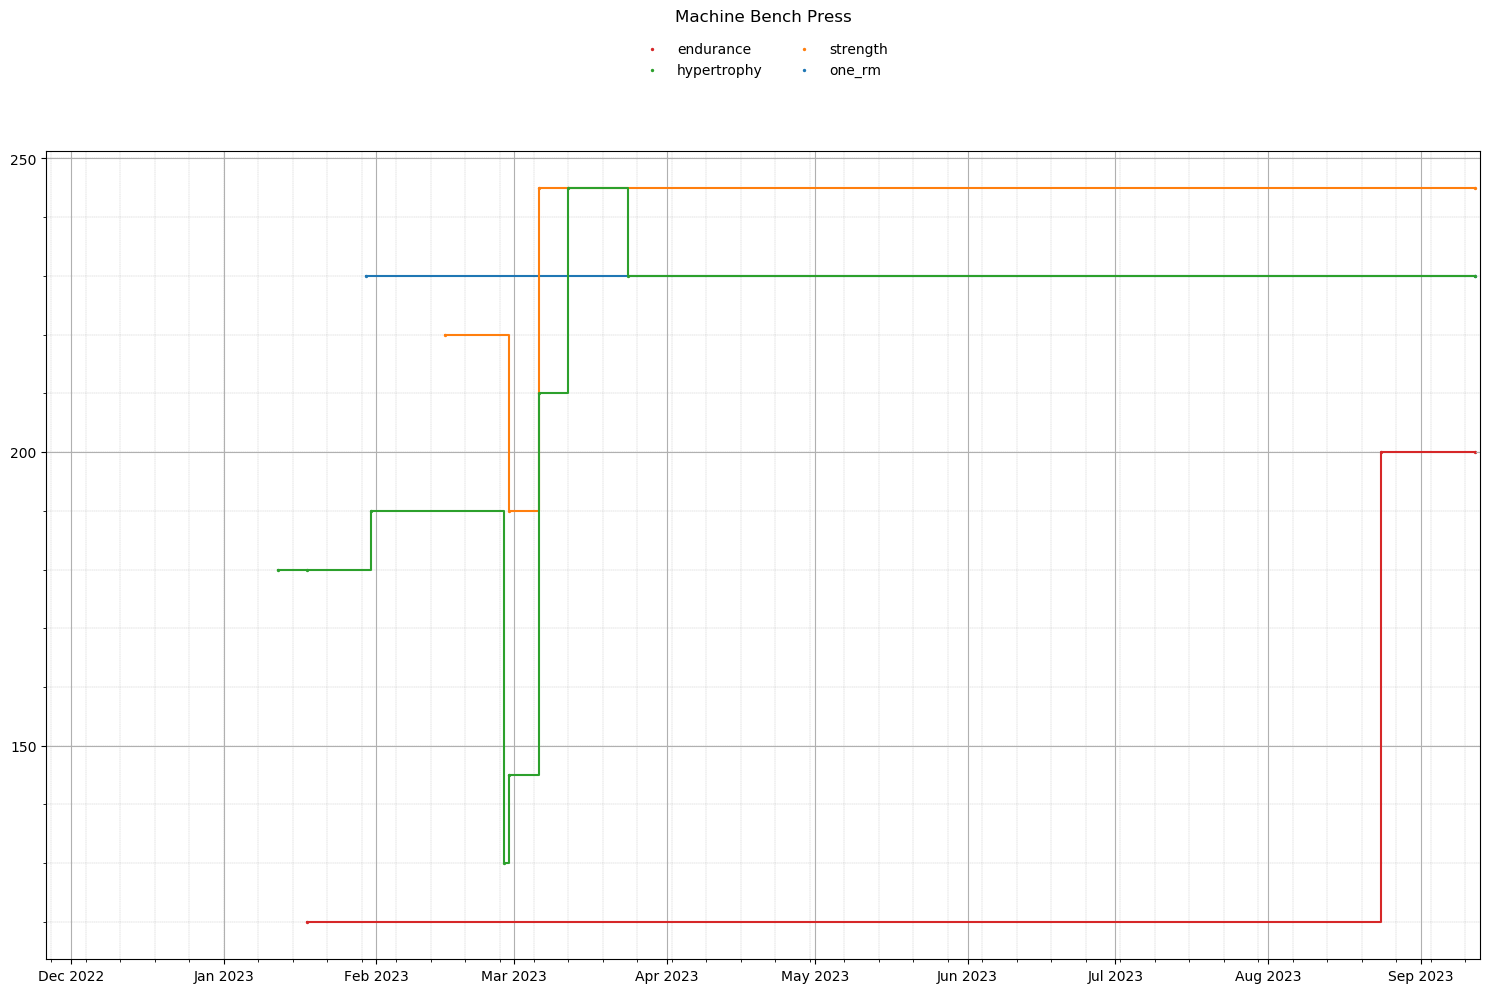 Machine Bench Press
endurance strength
hypertrophy one_rm
250
200
150
Dec 2022 Jan 2023 Feb 2023 Mar 2023 Apr 2023 May 2023 Jun 2023 Jul 2023 Aug 2023 Sep 2023